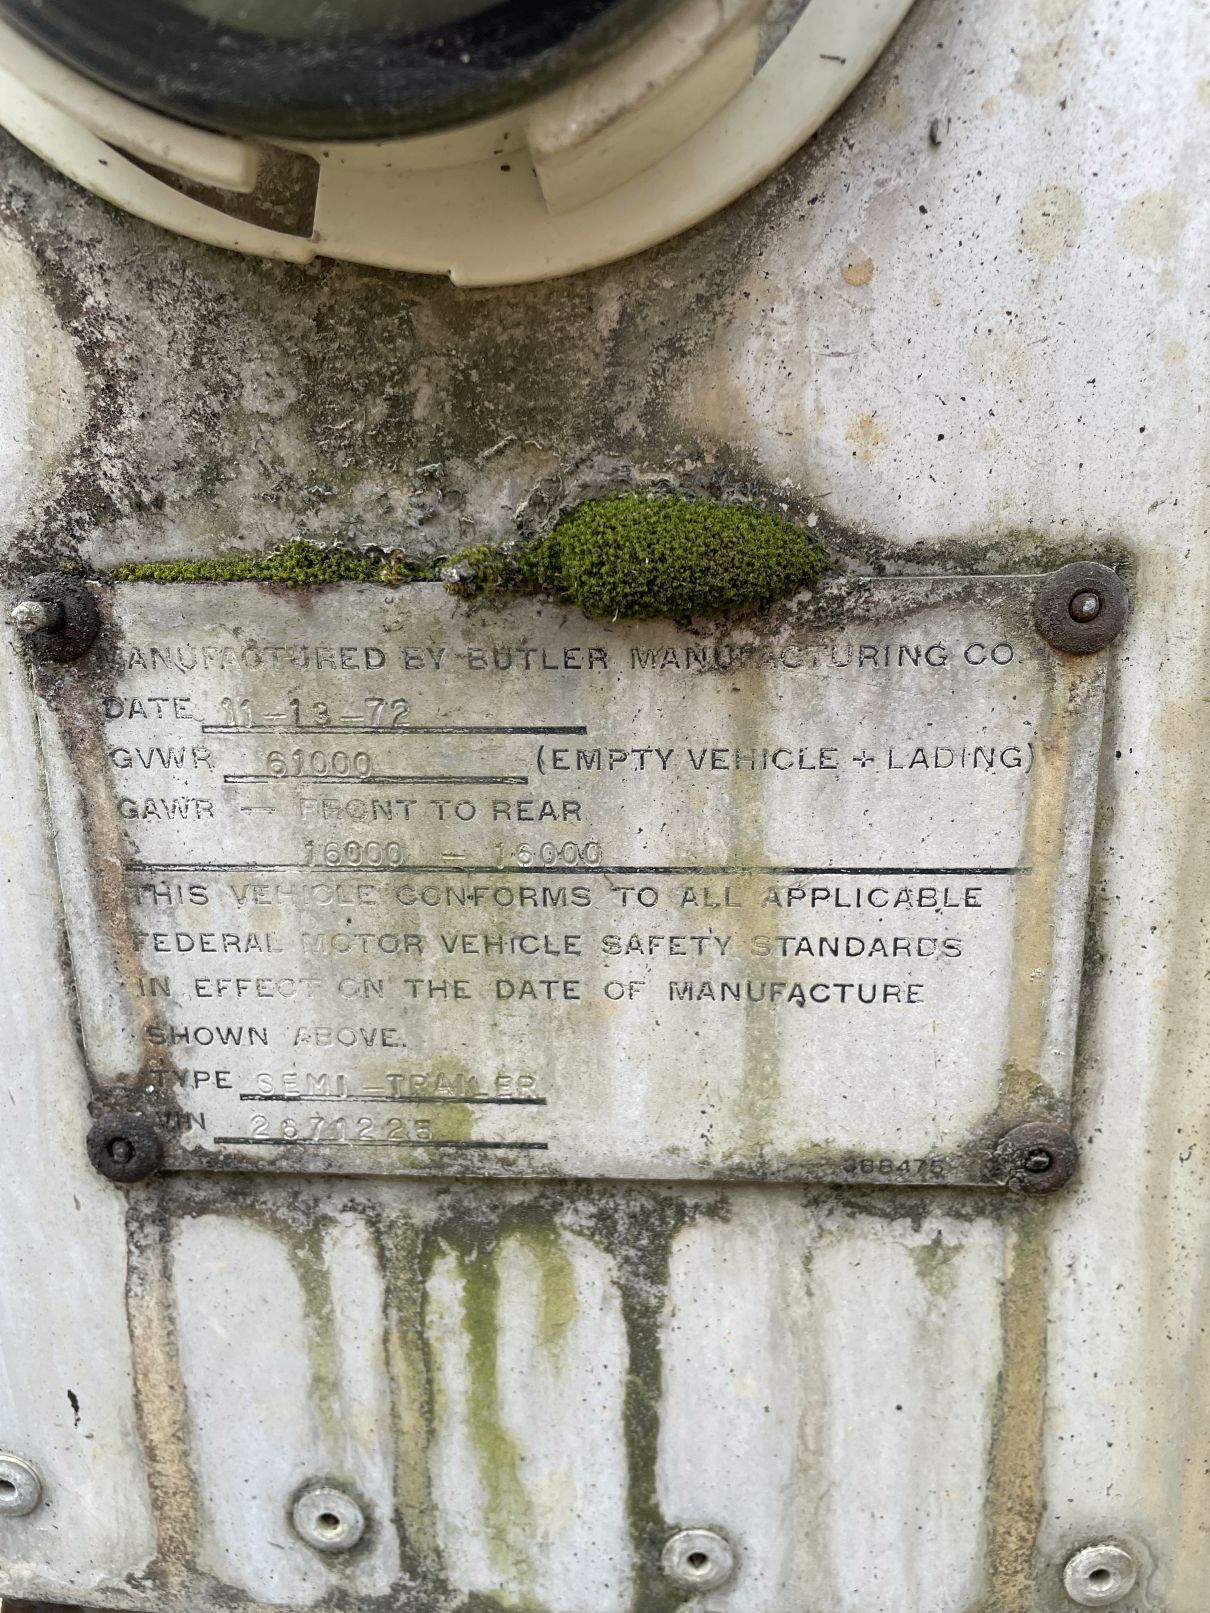 MANUFACTURED BY BUTLER MANUFACTURING CO.
DATE 11-13-72
GVWR 61000 (EMPTY VEHICLE + LADING)
GAWR — FRONT TO REAR
16000 - 16000
THIS VEHICLE CONFORMS TO ALL APPLICABLE
FEDERAL MOTOR VEHICLE SAFETY STANDARDS
IN EFFECT ON THE DATE OF MANUFACTURE
SHOWN ABOVE.
TYPE SEMI-TRAILER
VIN 2671225